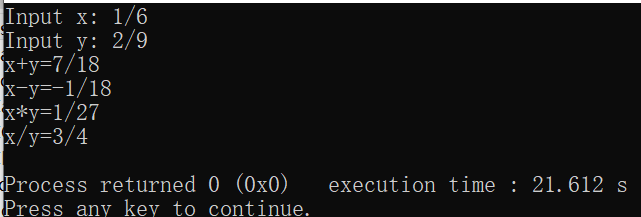 Input x: 1/6
Input y: 2/9
x+y=7/18
x-y=-1/18
x*y=1/27
x/y=3/4
Process returned 0 (0x0)   execution time : 21.612 s
Press any key to continue.